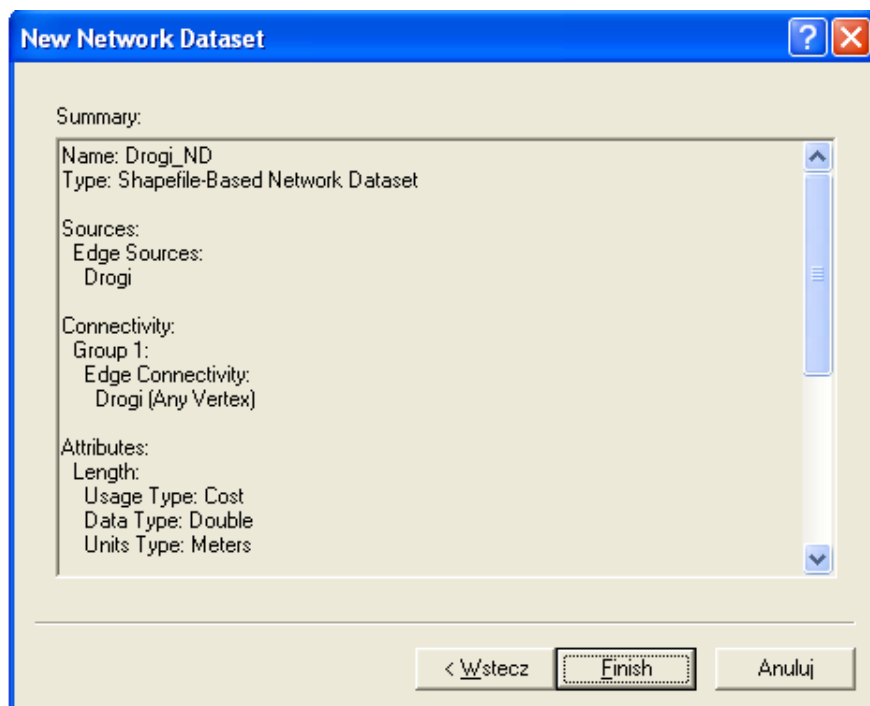 New Network Dataset
Summary:
Name: Drogi_ND
Type: Shapefile-Based Network Dataset
Sources:
Edge Sources:
Drogi
Connectivity:
Group 1:
Edge Connectivity:
Drogi (Any Vertex)
Attributes:
Length:
Usage Type: Cost
Data Type: Double
Units Type: Meters
< Wstecz
Finish
Anuluj